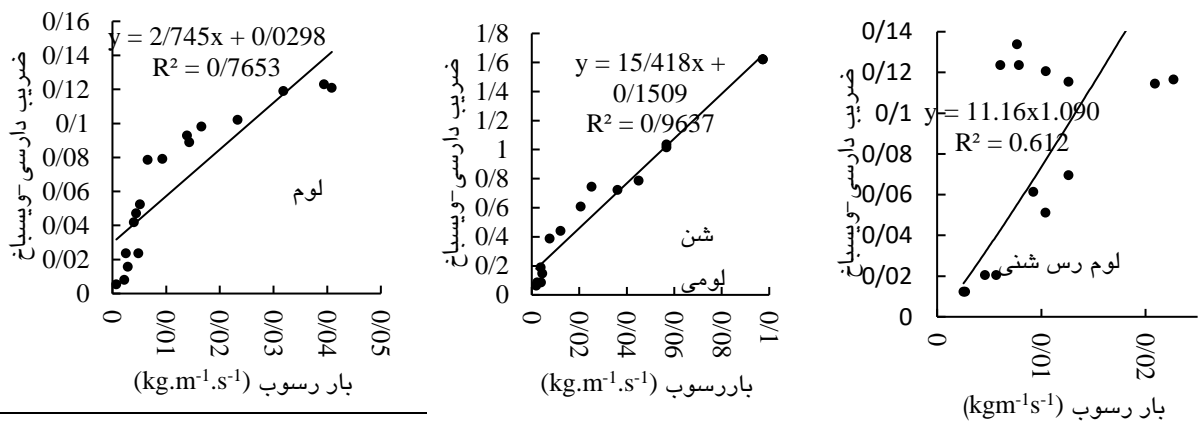 0/16
0/14
0/12
0/1
0/08
0/06
0/04
0/02
0
ضریب دارسی-ویسباخ
y = 2/745x + 0/0298
R² = 0/7653
لوم
0
0/01
0/02
0/03
0/04
0/05
بار رسوب (kg.m⁻¹.s⁻¹)
1/8
1/6
1/4
1/2
1
0/8
0/6
0/4
0/2
0
ضریب دارسی-ویسباخ
y = 15/418x +
0/1509
R² = 0/9637
شن
لومی
0
0/02
0/04
0/06
0/08
0/1
باررسوب (kg.m⁻¹.s⁻¹)
0/14
0/12
0/1
0/08
0/06
0/04
0/02
0
ضریب دارسی-ویسباخ
y = 11.16x1.090
R² = 0.612
لوم رس شنی
0
0/01
0/02
بار رسوب (kgm⁻¹s⁻¹)